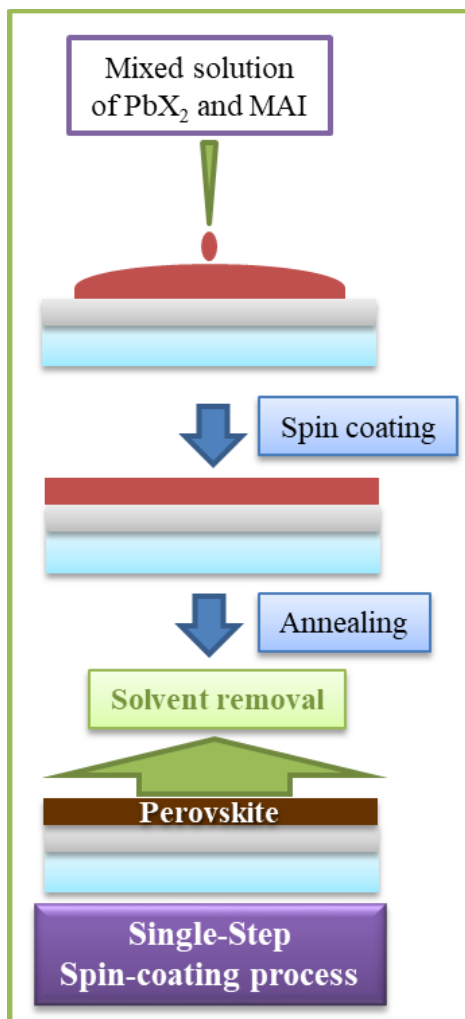 Mixed solution
of PbX₂ and MAI
Spin coating
Annealing
Solvent removal
Perovskite
Single-Step
Spin-coating process